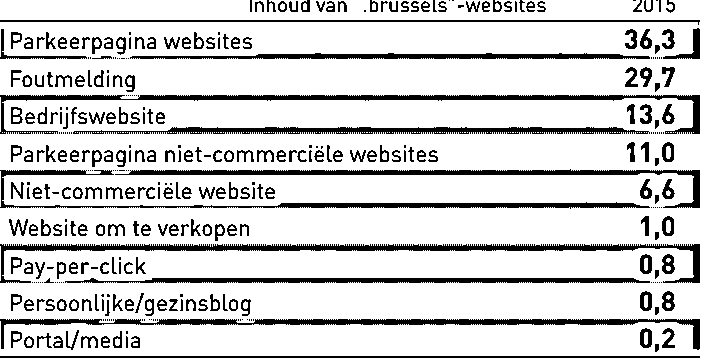 Inhoud van ".brussels"-websites 2015
Parkeerpagina websites 36,3
Foutmelding 29,7
Bedrijfswebsite 13,6
Parkeerpagina niet-commerciële websites 11,0
Niet-commerciële website 6,6
Website om te verkopen 1,0
Pay-per-click 0,8
Persoonlijke/gezinsblog 0,8
Portal/media 0,2